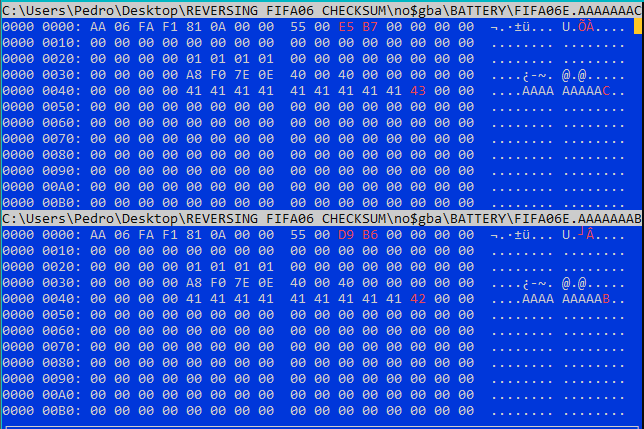 C:\Users\Pedro\Desktop\REVERSING FIFA06 CHECKSUM\no$gba\BATTERY\FIFA06E.AAAAAAAC
0000 0000: AA 06 FA F1 81 0A 00 00 55 00 E5 B7 00 00 00 00 ¬..·±ü... U.ÕÀ....
0000 0010: 00 00 00 00 00 00 00 00 00 00 00 00 00 00 00 00 ........ ........
0000 0020: 00 00 00 00 01 01 01 01 00 00 00 00 00 00 00 00 ........ ........
0000 0030: 00 00 00 00 A8 F0 7E 0E 40 00 40 00 00 00 00 00 ....¿-~. @.@.....
0000 0040: 00 00 00 00 41 41 41 41 41 41 41 41 41 43 00 00 ....AAAA AAAAAC..
0000 0050: 00 00 00 00 00 00 00 00 00 00 00 00 00 00 00 00 ........ ........
0000 0060: 00 00 00 00 00 00 00 00 00 00 00 00 00 00 00 00 ........ ........
0000 0070: 00 00 00 00 00 00 00 00 00 00 00 00 00 00 00 00 ........ ........
0000 0080: 00 00 00 00 00 00 00 00 00 00 00 00 00 00 00 00 ........ ........
0000 0090: 00 00 00 00 00 00 00 00 00 00 00 00 00 00 00 00 ........ ........
0000 00A0: 00 00 00 00 00 00 00 00 00 00 00 00 00 00 00 00 ........ ........
0000 00B0: 00 00 00 00 00 00 00 00 00 00 00 00 00 00 00 00 ........ ........
C:\Users\Pedro\Desktop\REVERSING FIFA06 CHECKSUM\no$gba\BATTERY\FIFA06E.AAAAAAAB
0000 0000: AA 06 FA F1 81 0A 00 00 55 00 D9 B6 00 00 00 00 ¬..·±ü... U.┘Â....
0000 0010: 00 00 00 00 00 00 00 00 00 00 00 00 00 00 00 00 ........ ........
0000 0020: 00 00 00 00 01 01 01 01 00 00 00 00 00 00 00 00 ........ ........
0000 0030: 00 00 00 00 A8 F0 7E 0E 40 00 40 00 00 00 00 00 ....¿-~. @.@.....
0000 0040: 00 00 00 00 41 41 41 41 41 41 41 41 41 42 00 00 ....AAAA AAAAAB..
0000 0050: 00 00 00 00 00 00 00 00 00 00 00 00 00 00 00 00 ........ ........
0000 0060: 00 00 00 00 00 00 00 00 00 00 00 00 00 00 00 00 ........ ........
0000 0070: 00 00 00 00 00 00 00 00 00 00 00 00 00 00 00 00 ........ ........
0000 0080: 00 00 00 00 00 00 00 00 00 00 00 00 00 00 00 00 ........ ........
0000 0090: 00 00 00 00 00 00 00 00 00 00 00 00 00 00 00 00 ........ ........
0000 00A0: 00 00 00 00 00 00 00 00 00 00 00 00 00 00 00 00 ........ ........
0000 00B0: 00 00 00 00 00 00 00 00 00 00 00 00 00 00 00 00 ........ ........